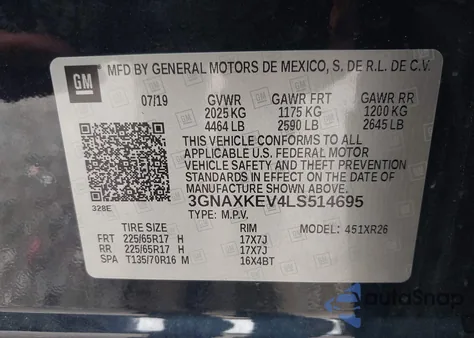 GM MFD BY GENERAL MOTORS DE MEXICO, S. DE R.L. DE C.V.
07/19 GVWR GAWR FRT GAWR RR
2025 KG 1175 KG 1200 KG
4464 LB 2590 LB 2645 LB
THIS VEHICLE CONFORMS TO ALL
APPLICABLE U.S. FEDERAL MOTOR
VEHICLE SAFETY AND THEFT PREVENTION
STANDARDS IN EFFECT ON THE DATE OF
MANUFACTURE SHOWN ABOVE.
328E 3GNAXKEV4LS514695
TYPE: M.P.V.
TIRE SIZE RIM MODEL: 451XR26
FRT 225/65R17 H 17X7J
RR 225/65R17 H 17X7J
SPA T135/70R16 M 16X4BT
AutoSnap